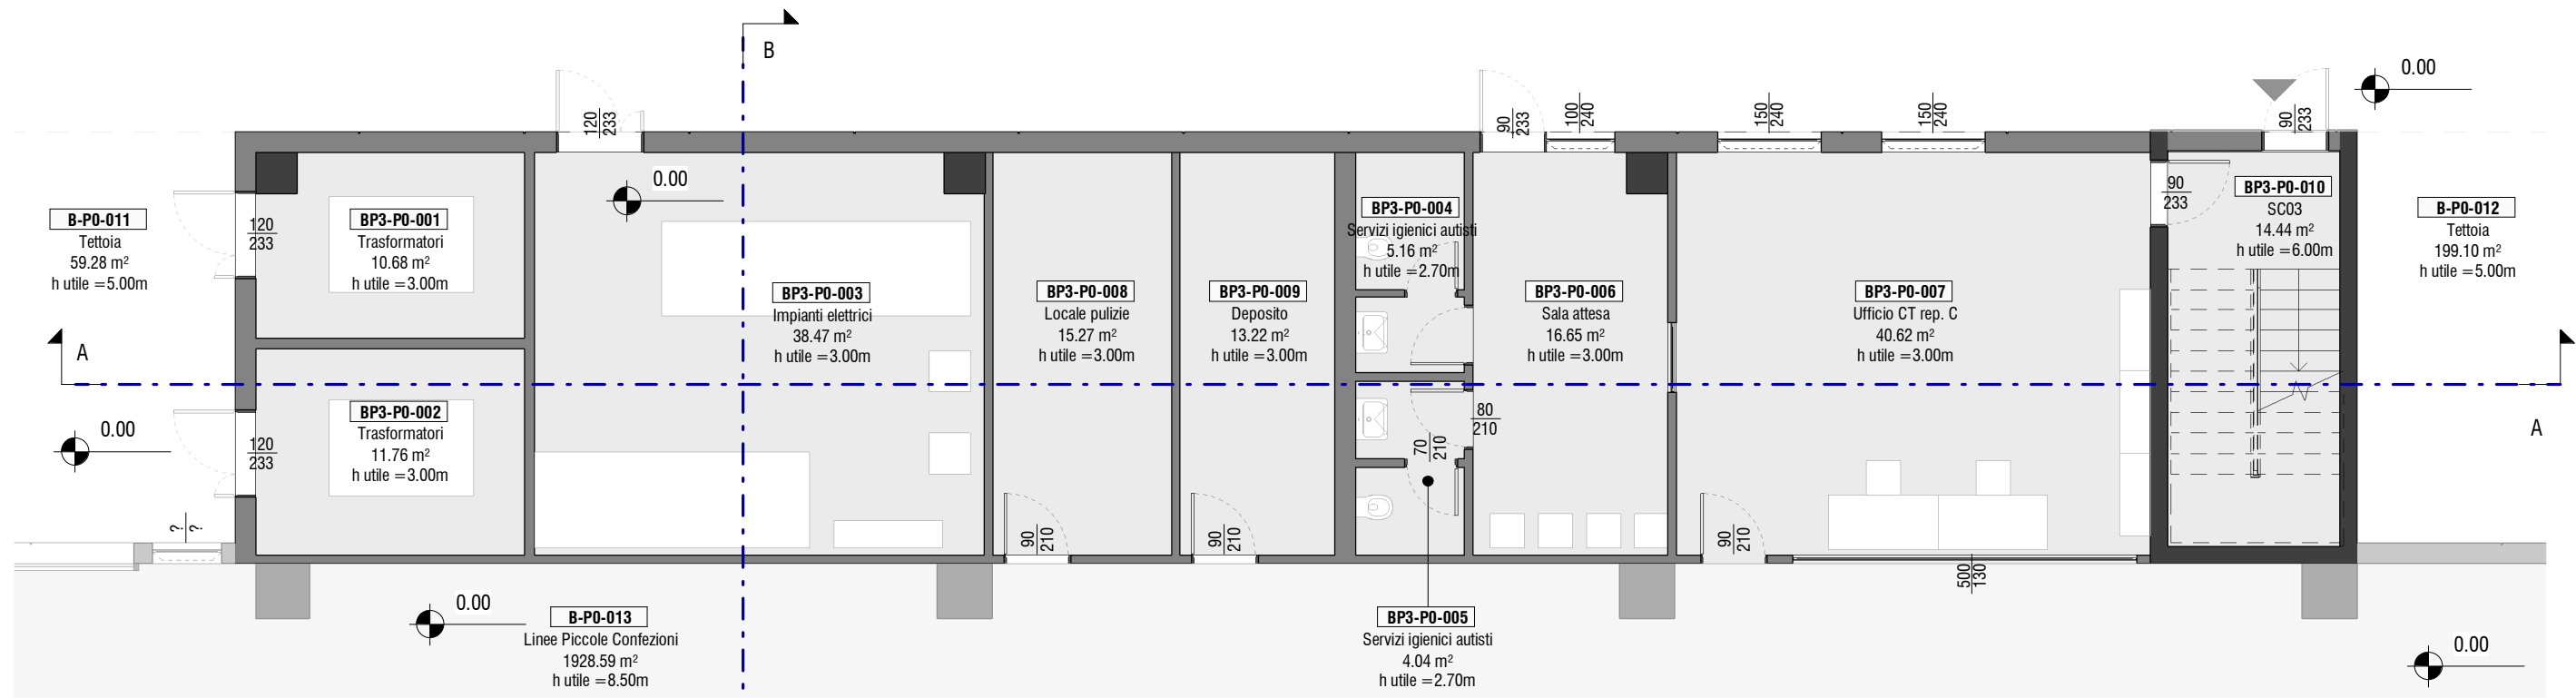 B
0.00
120
233
90
233
100
240
150
240
150
240
90
233
0.00
B-P0-011
Tettoia
59.28 m²
h utile =5.00m
120
233
BP3-P0-001
Trasformatori
10.68 m²
h utile =3.00m
BP3-P0-003
Impianti elettrici
38.47 m²
h utile =3.00m
BP3-P0-008
Locale pulizie
15.27 m²
h utile =3.00m
BP3-P0-009
Deposito
13.22 m²
h utile =3.00m
BP3-P0-004
Servizi igienici autisti
5.16 m²
h utile =2.70m
BP3-P0-006
Sala attesa
16.65 m²
h utile =3.00m
BP3-P0-007
Ufficio CT rep. C
40.62 m²
h utile =3.00m
90
233
BP3-P0-010
SC03
14.44 m²
h utile =6.00m
B-P0-012
Tettoia
199.10 m²
h utile =5.00m
A
A
0.00
120
233
BP3-P0-002
Trasformatori
11.76 m²
h utile =3.00m
80
210
70
210
?
?
90
210
90
210
90
210
500
130
0.00
B-P0-013
Linee Piccole Confezioni
1928.59 m²
h utile =8.50m
BP3-P0-005
Servizi igienici autisti
4.04 m²
h utile =2.70m
0.00